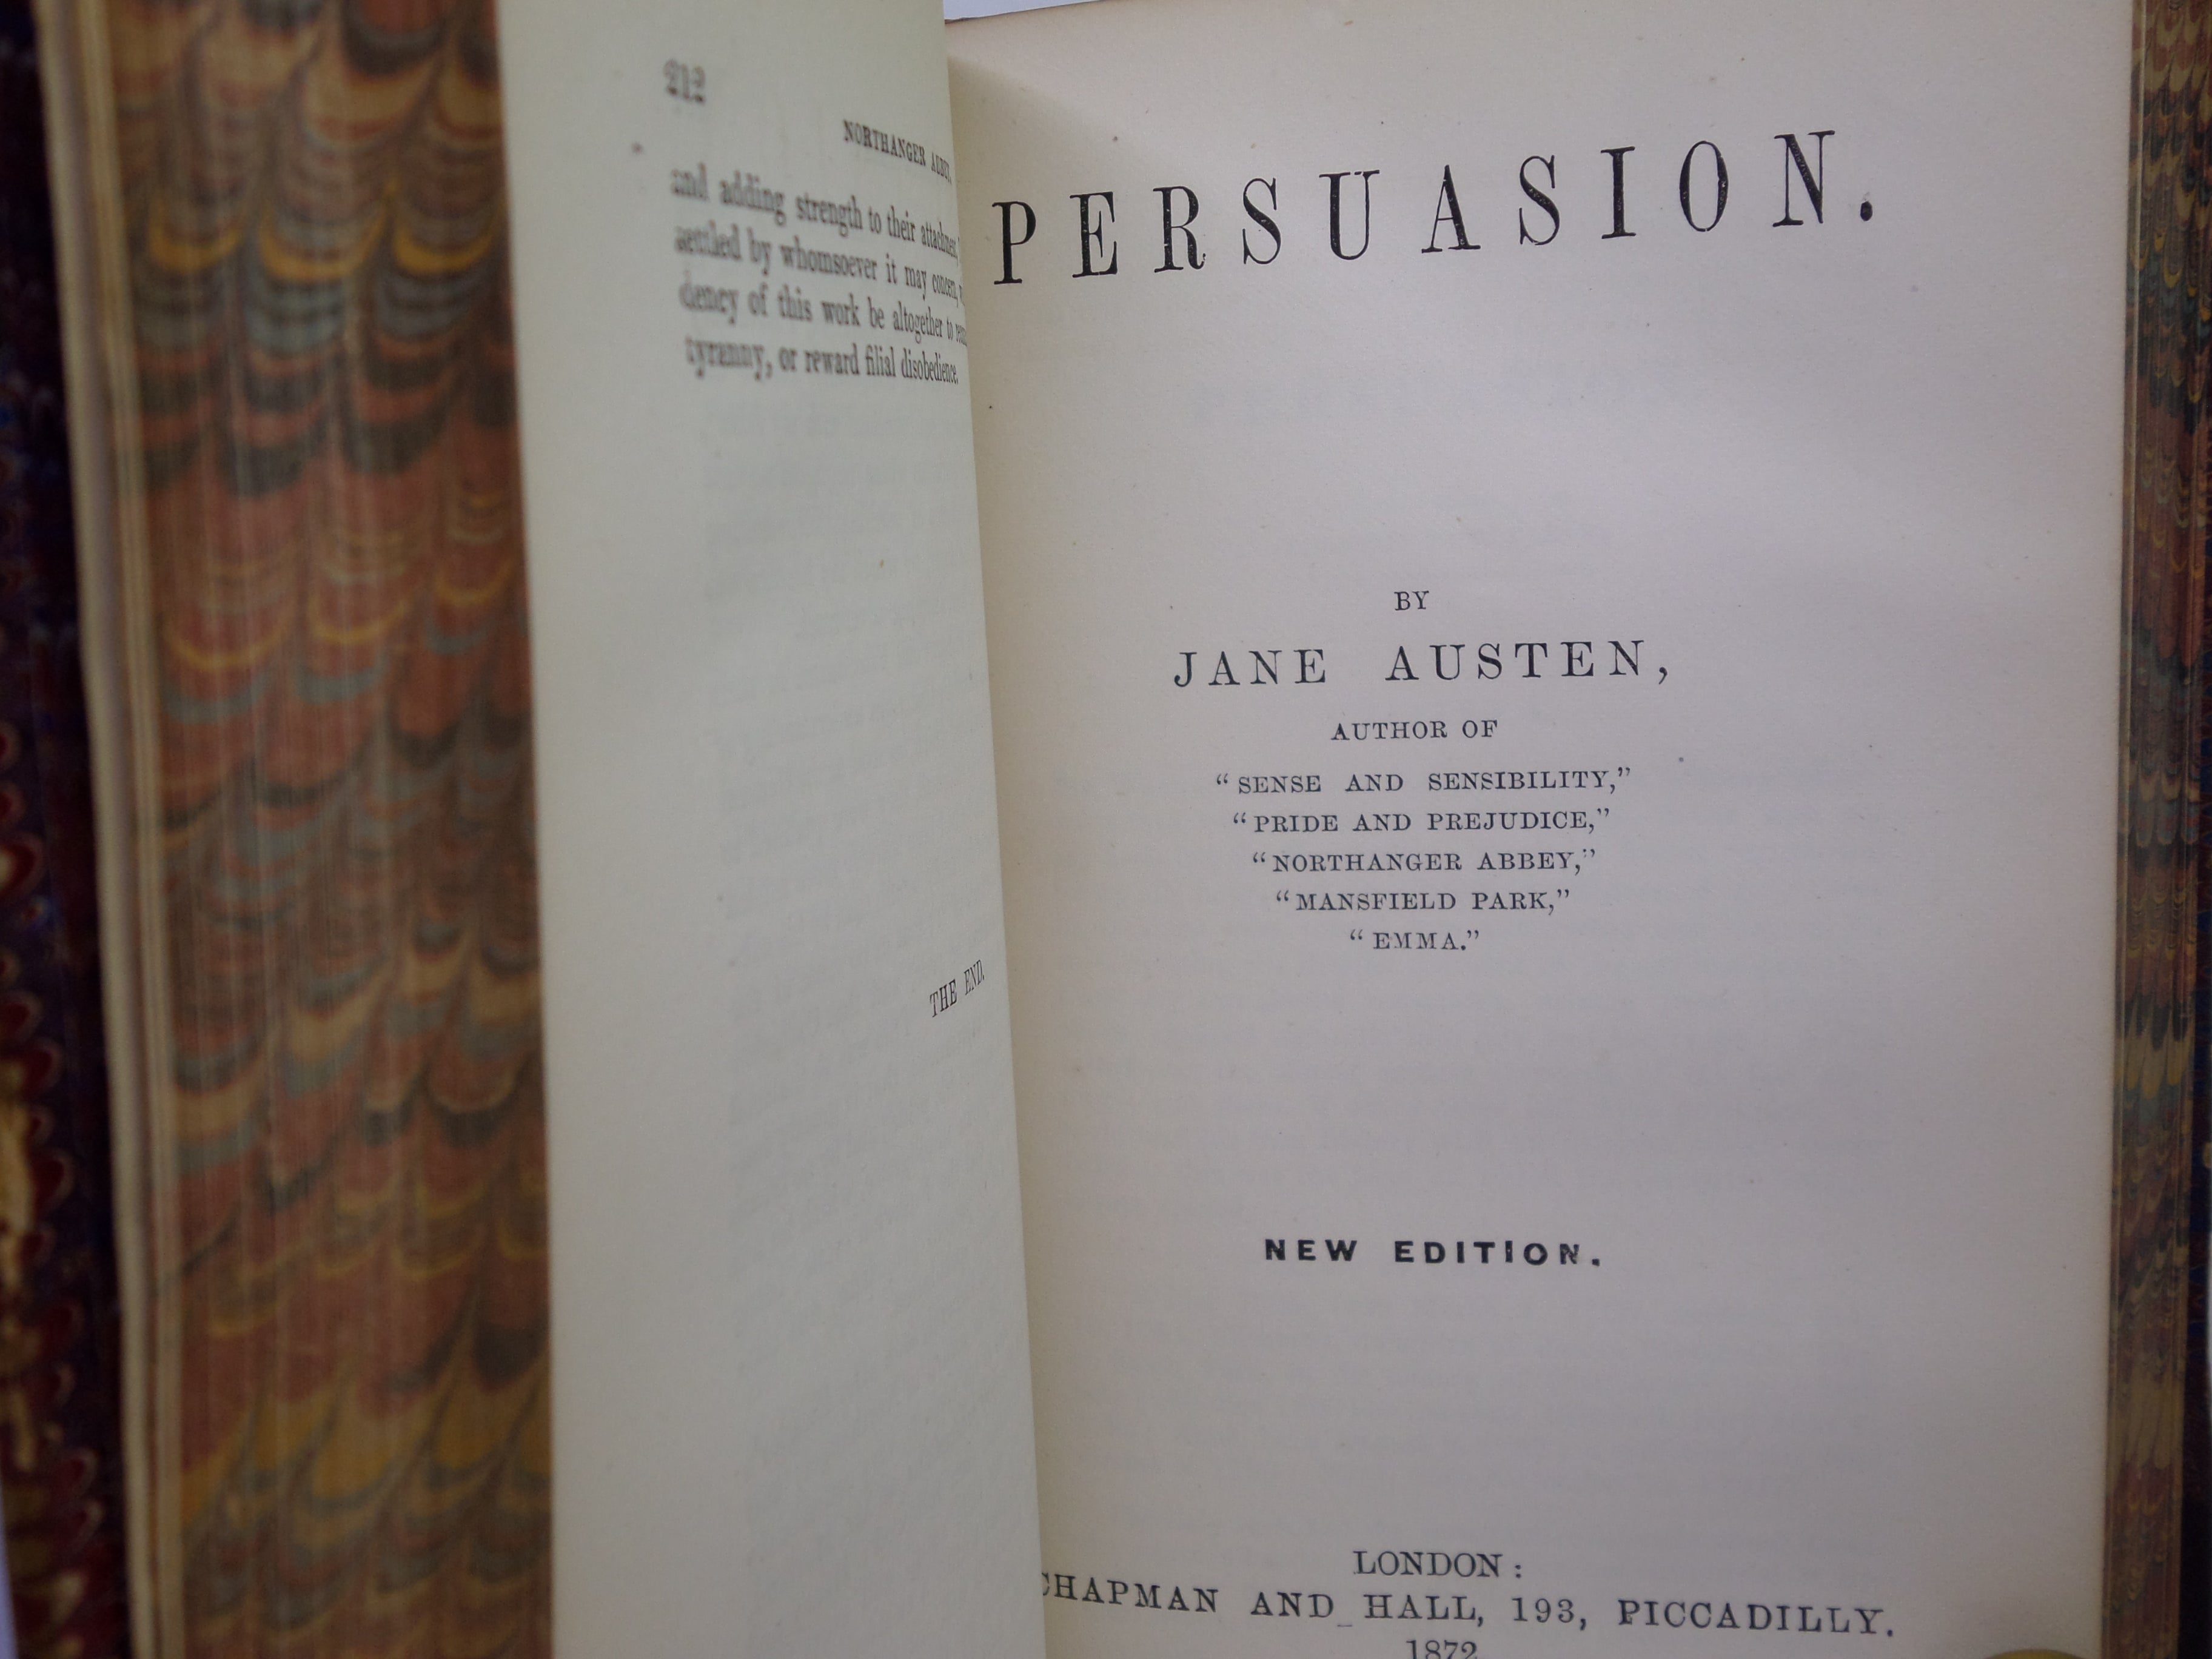 212
NORTHANGER ABBEY.
and adding strength to their attachment,
settled by whomsoever it may concern,
dency of this work be altogether to
tyranny, or reward filial disobedience.
THE END.
PERSUASION.
BY
JANE AUSTEN,
AUTHOR OF
“SENSE AND SENSIBILITY,”
“PRIDE AND PREJUDICE,”
“NORTHANGER ABBEY,”
“MANSFIELD PARK,”
“EMMA.”
NEW EDITION.
LONDON:
CHAPMAN AND HALL, 193, PICCADILLY.
1872